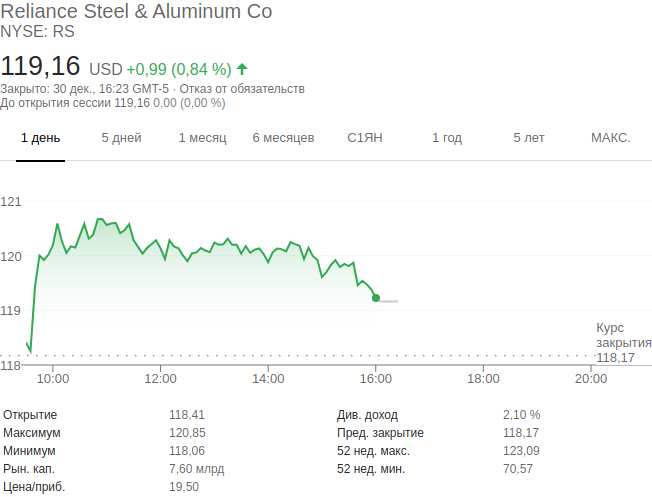 Reliance Steel & Aluminum Co
NYSE: RS
119,16 USD +0,99 (0,84 %)
Закрыто: 30 дек., 16:23 GMT-5 · Отказ от обязательств
До открытия сессии 119,16 0,00 (0,00 %)
1 день 5 дней 1 месяц 6 месяцев С1ЯН 1 год 5 лет МАКС.
121
120
119
Курс
закрытия
118,17
118
10:00 12:00 14:00 16:00 18:00 20:00
Открытие 118,41 Див. доход 2,10 %
Максимум 120,85 Пред. закрытие 118,17
Минимум 118,06 52 нед. макс. 123,09
Рын. кап. 7,60 млрд 52 нед. мин. 70,57
Цена/приб. 19,50